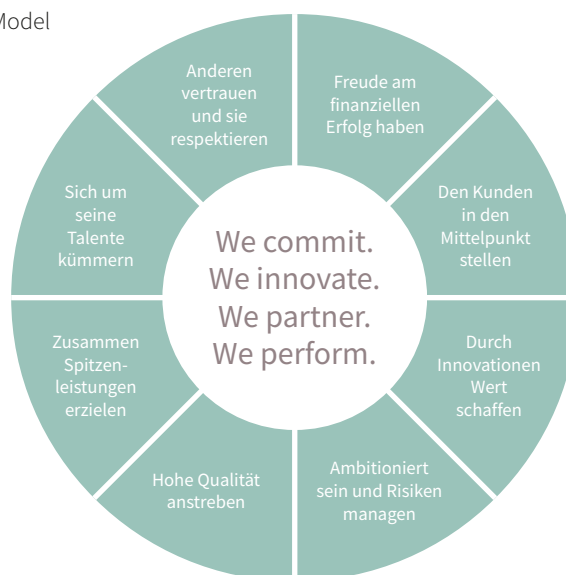 Model
Anderen
vertrauen
und sie
respektieren
Freude am
finanziellen
Erfolg haben
Den Kunden
in den
Mittelpunkt
stellen
Durch
Innovationen
Wert
schaffen
Ambitioniert
sein und Risiken
managen
Hohe Qualität
anstreben
Zusammen
Spitzen-
leistungen
erzielen
Sich um
seine
Talente
kümmern
We commit.
We innovate.
We partner.
We perform.